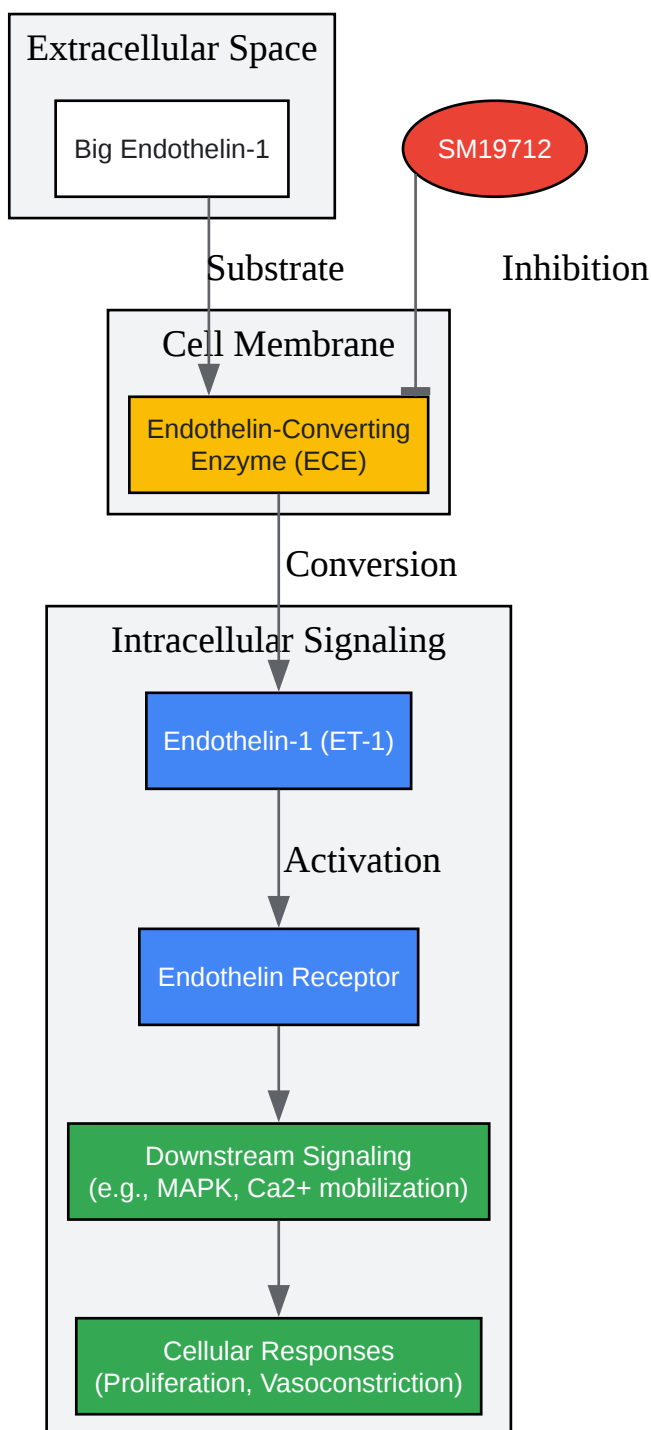 Extracellular Space
Big Endothelin-1
SM19712
Substrate
Inhibition
Cell Membrane
Endothelin-Converting
Enzyme (ECE)
Conversion
Intracellular Signaling
Endothelin-1 (ET-1)
Activation
Endothelin Receptor
Downstream Signaling
(e.g., MAPK, Ca2+ mobilization)
Cellular Responses
(Proliferation, Vasoconstriction)